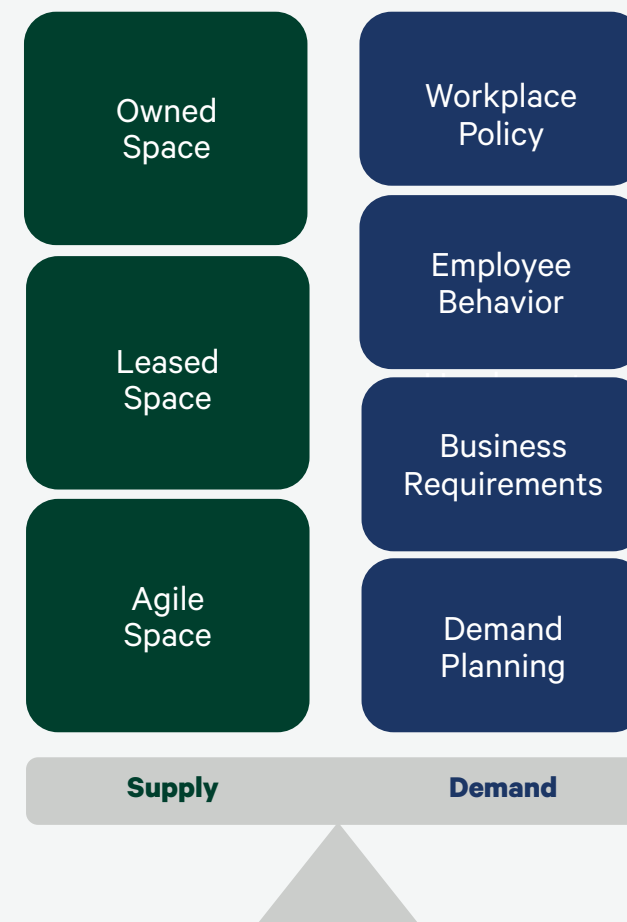 Owned
Space
Leased
Space
Agile
Space
Supply
Workplace
Policy
Employee
Behavior
Business
Requirements
Demand
Planning
Demand